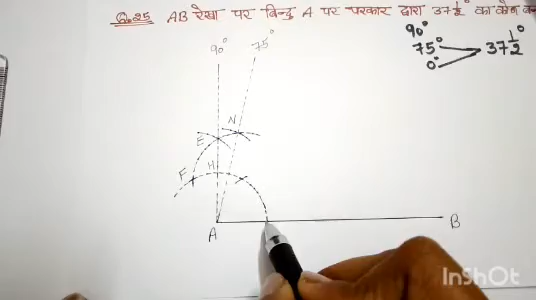 Q.25 AB रेखा पर बिन्दु A पर परकार द्वारा 37½° का कोण
90°
75° 37½°
0°
90° 75°
E N
F H
A B
InShOt